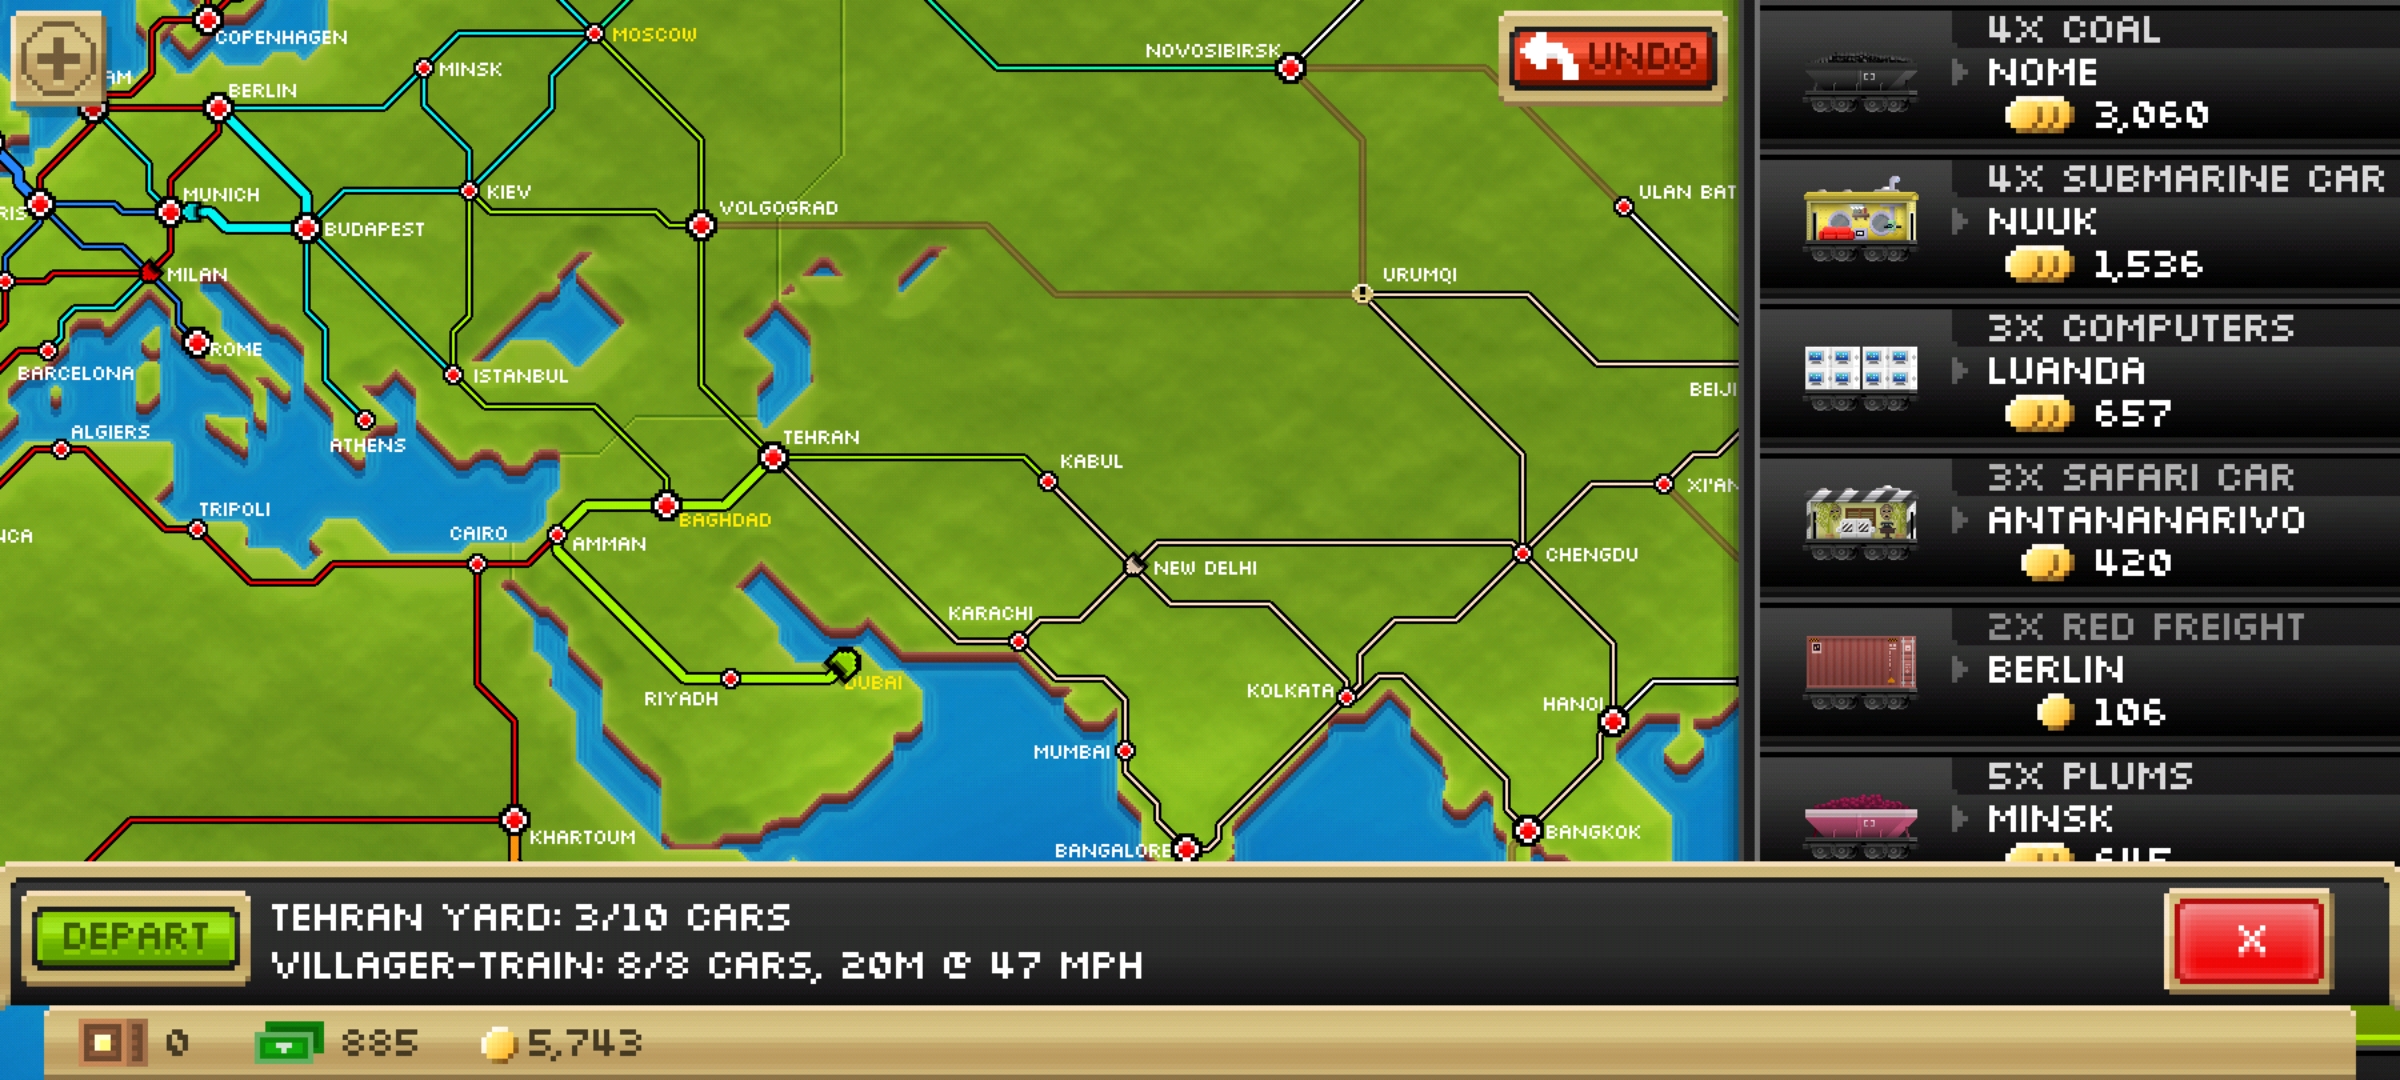 COPENHAGEN
MOSCOW
MINSK
BERLIN
NOVOSIBIRSK
UNDO
KIEV
MUNICH
VOLGOGRAD
ULAN BAT
BUDAPEST
MILAN
URUMQI
ROME
BARCELONA
ISTANBUL
BEIJI
ALGIERS
ATHENS
TEHRAN
KABUL
XI'AN
TRIPOLI
BAGHDAD
CAIRO
AMMAN
CHENGDU
NEW DELHI
KARACHI
DUBAI
RIYADH
KOLKATA
HANOI
MUMBAI
KHARTOUM
BANGALORE
BANGKOK
4X COAL
NOME
3,060
4X SUBMARINE CAR
NUUK
1,536
3X COMPUTERS
LUANDA
657
3X SAFARI CAR
ANTANANARIVO
420
2X RED FREIGHT
BERLIN
106
5X PLUMS
MINSK
DEPART
TEHRAN YARD: 3/10 CARS
VILLAGER-TRAIN: 8/8 CARS, 20M @ 47 MPH
X
0
885
5,743